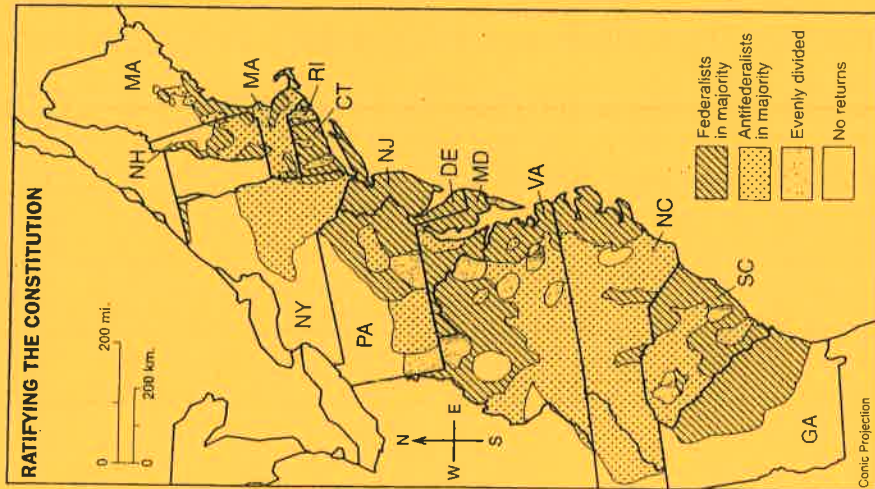 RATIFYING THE CONSTITUTION
0 200 mi.
0 200 km.
N
W E
S
MA
NH
MA
RI
CT
NY
NJ
PA
DE
MD
VA
NC
SC
GA
Federalists
in majority
Antifederalists
in majority
Evenly divided
No returns
Conic Projection